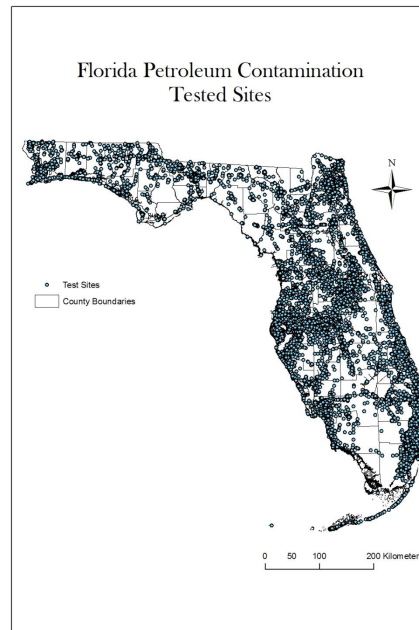 Florida Petroleum Contamination
Tested Sites
N
Test Sites
County Boundaries
0 50 100 200 Kilometer